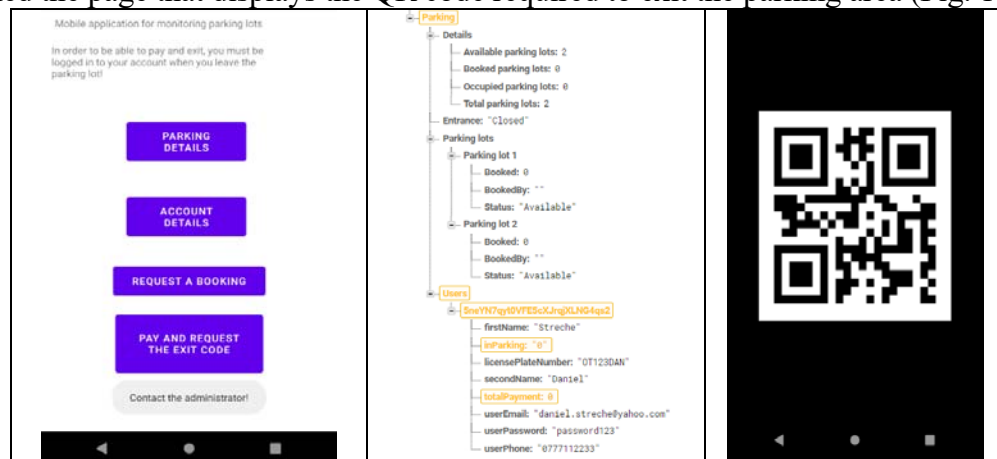 ed the page that displays the QR code required to exit the parking area (Fig. 1
Mobile application for monitoring parking lots
In order to be able to pay and exit, you must be
logged in to your account when you leave the
parking lot!
PARKING
DETAILS
ACCOUNT
DETAILS
REQUEST A BOOKING
PAY AND REQUEST
THE EXIT CODE
Contact the administrator!
Parking
Details
Available parking lots: 2
Booked parking lots: 0
Occupied parking lots: 0
Total parking lots: 2
Entrance: "Closed"
Parking lots
Parking lot 1
Booked: 0
BookedBy: ""
Status: "Available"
Parking lot 2
Booked: 0
BookedBy: ""
Status: "Available"
Users
firstName: "Streche"
inParking: "0"
licensePlateNumber: "OT123DAN"
secondName: "Daniel"
totalPayment: 0
userEmail: "daniel.streche@yahoo.com"
userPassword: "password123"
userPhone: "0777112233"